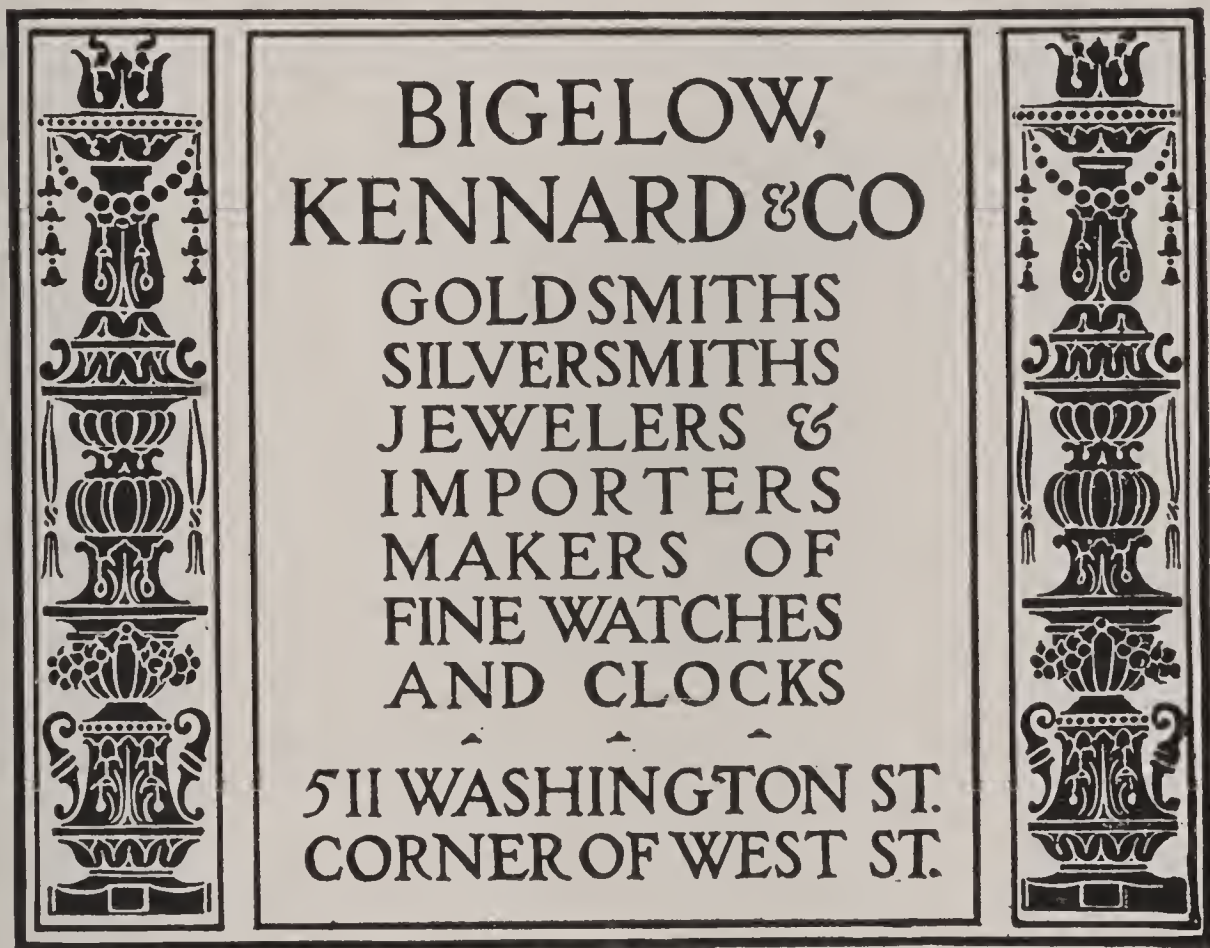 BIGELOW,
KENNARD & CO
GOLDSMITHS
SILVERSMITHS
JEWELERS &
IMPORTERS
MAKERS OF
FINE WATCHES
AND CLOCKS
511 WASHINGTON ST.
CORNER OF WEST ST.